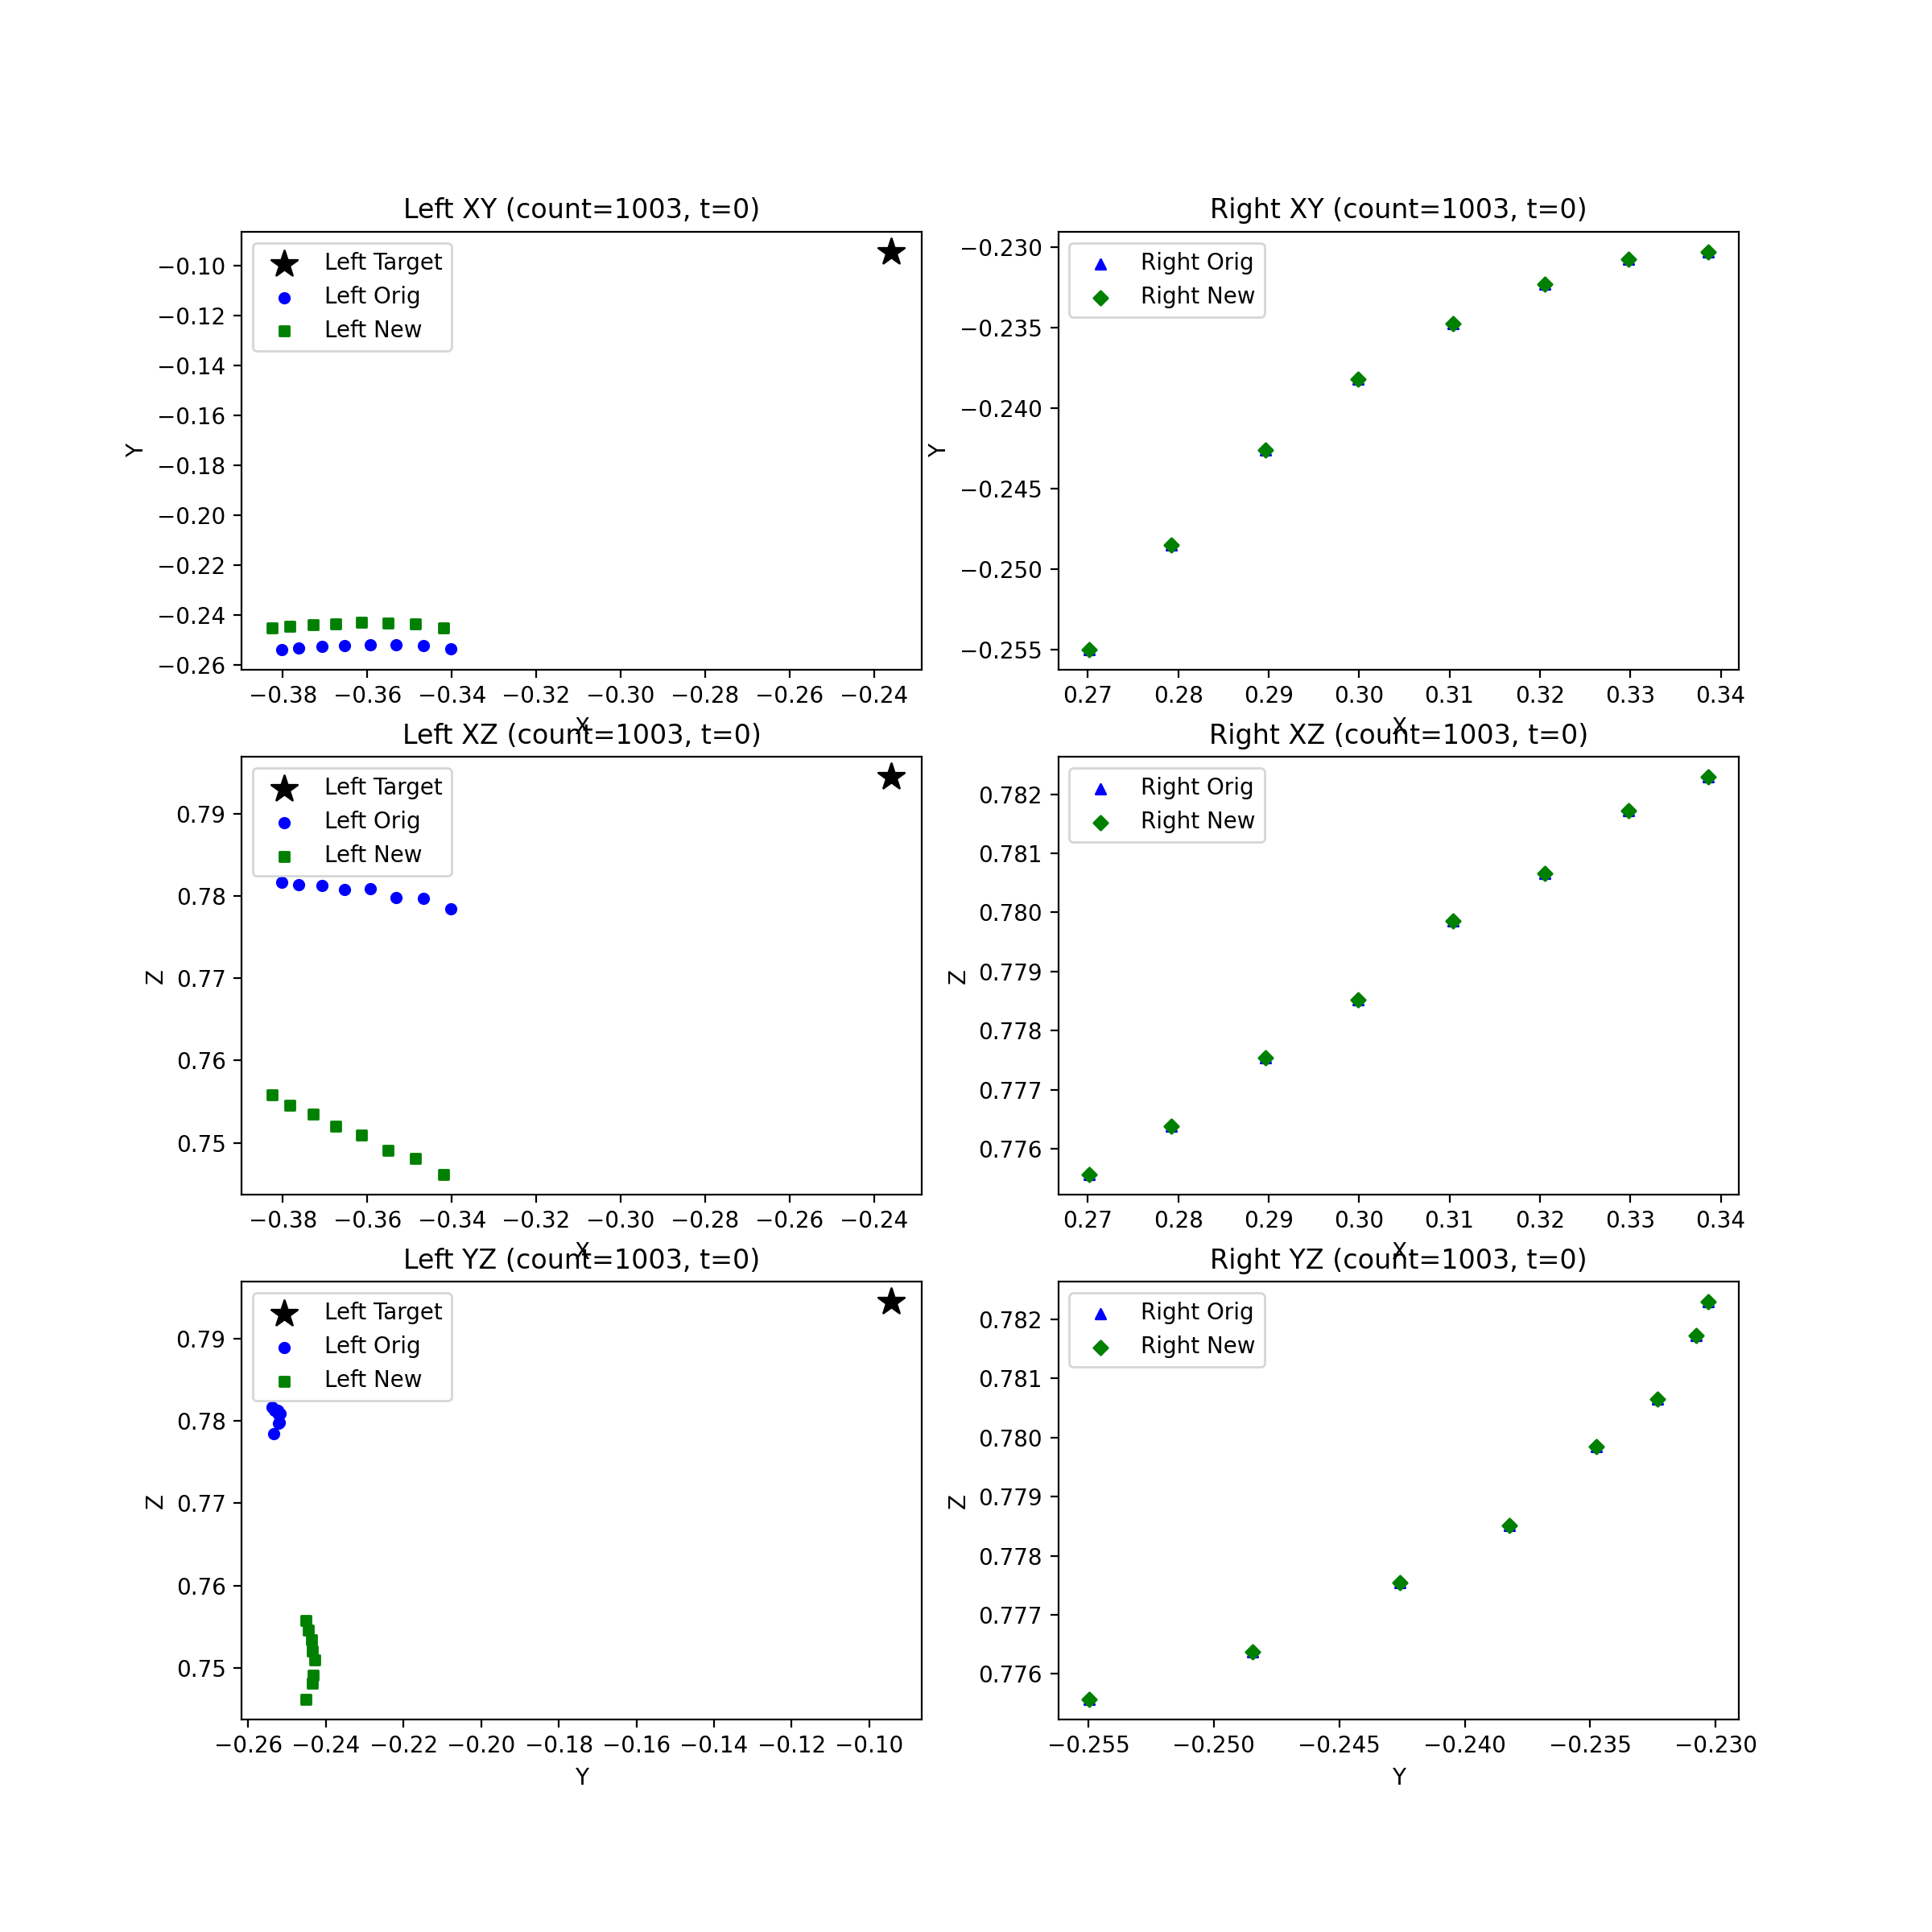 Left XY (count=1003, t=0)
Left Target
Left Orig
Left New
−0.10
−0.12
−0.14
−0.16
−0.18
−0.20
−0.22
−0.24
−0.26
Y
−0.38 −0.36 −0.34 −0.32 −0.30 −0.28 −0.26 −0.24
X
Right XY (count=1003, t=0)
Right Orig
Right New
−0.230
−0.235
−0.240
−0.245
−0.250
−0.255
Y
0.27 0.28 0.29 0.30 0.31 0.32 0.33 0.34
X
Left XZ (count=1003, t=0)
Left Target
Left Orig
Left New
0.79
0.78
0.77
0.76
0.75
Z
−0.38 −0.36 −0.34 −0.32 −0.30 −0.28 −0.26 −0.24
X
Right XZ (count=1003, t=0)
Right Orig
Right New
0.782
0.781
0.780
0.779
0.778
0.777
0.776
Z
0.27 0.28 0.29 0.30 0.31 0.32 0.33 0.34
X
Left YZ (count=1003, t=0)
Left Target
Left Orig
Left New
0.79
0.78
0.77
0.76
0.75
Z
−0.26 −0.24 −0.22 −0.20 −0.18 −0.16 −0.14 −0.12 −0.10
Y
Right YZ (count=1003, t=0)
Right Orig
Right New
0.782
0.781
0.780
0.779
0.778
0.777
0.776
Z
−0.255 −0.250 −0.245 −0.240 −0.235 −0.230
Y